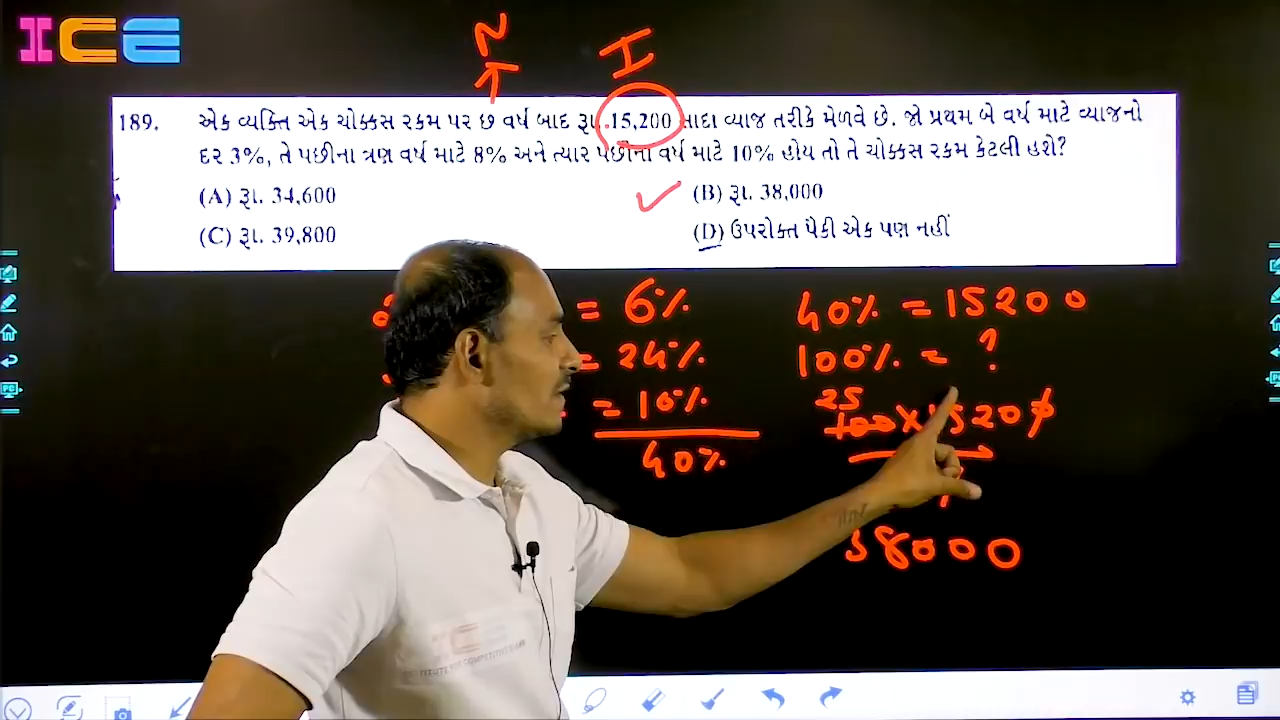 ICE
N
I
189. એક વ્યક્તિ એક ચોક્કસ રકમ પર છ વર્ષ બાદ રૂા. 15,200 સાદા વ્યાજ તરીકે મેળવે છે. જો પ્રથમ બે વર્ષ માટે વ્યાજનો
દર 3%, તે પછીના ત્રણ વર્ષ માટે 8% અને ત્યાર પછીના વર્ષ માટે 10% હોય તો તે ચોક્કસ રકમ કેટલી હશે?
(A) રૂા. 34,600 (B) રૂા. 38,000
(C) રૂા. 39,800 (D) ઉપરોક્ત પૈકી એક પણ નહીં
= 6% 40% = 15200
= 24% 100% = ?
25
= 10% 100 x 15200
40%
38000
ICE